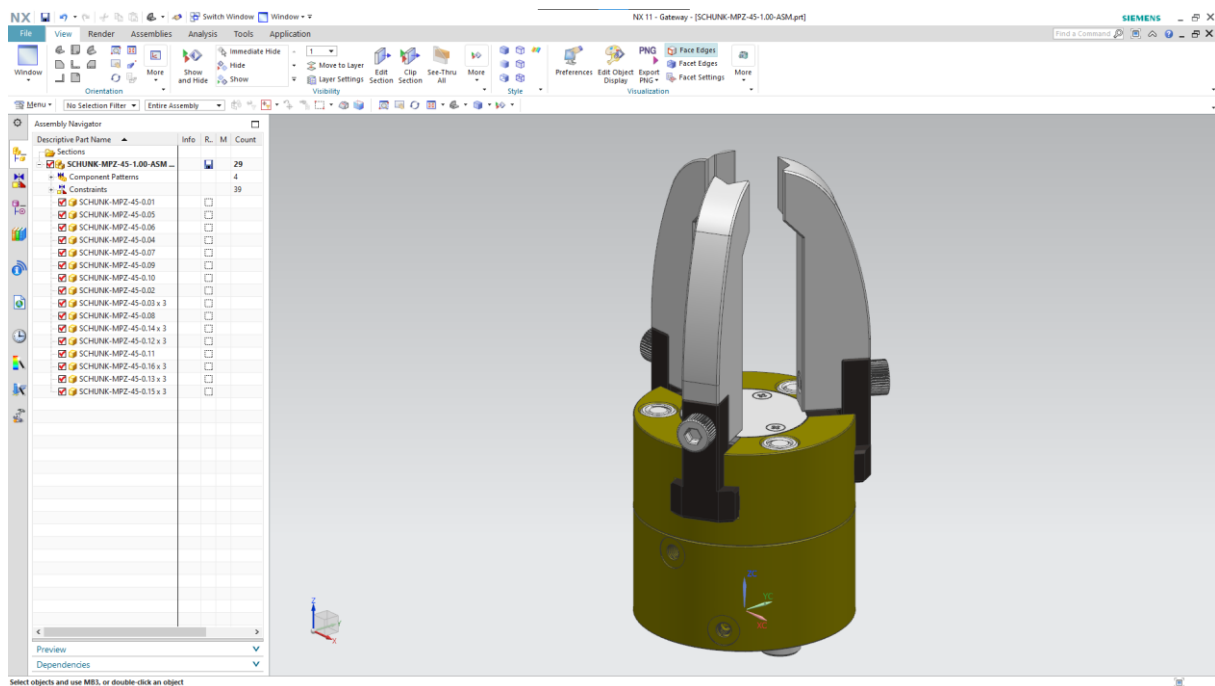 NX
Switch Window
Window
NX 11 - Gateway - [SCHUNK-MPZ-45-1.00-ASM.prt]
SIEMENS
File
View
Render
Assemblies
Analysis
Tools
Application
Find a Command
Window
More
Orientation
Show and Hide
Immediate Hide
Hide
Show
1
Move to Layer
Layer Settings
Edit Section
Clip Section
See-Thru All
More
Visibility
Style
Preferences
Edit Object Display
PNG
Export PNG
Face Edges
Facet Edges
Facet Settings
More
Visualization
Menu
No Selection Filter
Entire Assembly
Assembly Navigator
Descriptive Part Name Info R.. M Count
Sections
SCHUNK-MPZ-45-1.00-ASM ... 29
Component Patterns 4
Constraints 39
SCHUNK-MPZ-45-0.01
SCHUNK-MPZ-45-0.05
SCHUNK-MPZ-45-0.06
SCHUNK-MPZ-45-0.04
SCHUNK-MPZ-45-0.07
SCHUNK-MPZ-45-0.09
SCHUNK-MPZ-45-0.10
SCHUNK-MPZ-45-0.02
SCHUNK-MPZ-45-0.03 x 3
SCHUNK-MPZ-45-0.08
SCHUNK-MPZ-45-0.14 x 3
SCHUNK-MPZ-45-0.12 x 3
SCHUNK-MPZ-45-0.11
SCHUNK-MPZ-45-0.16 x 3
SCHUNK-MPZ-45-0.13 x 3
SCHUNK-MPZ-45-0.15 x 3
YC
XC
Z
X
Preview
Dependencies
Select objects and use MB3, or double-click an object